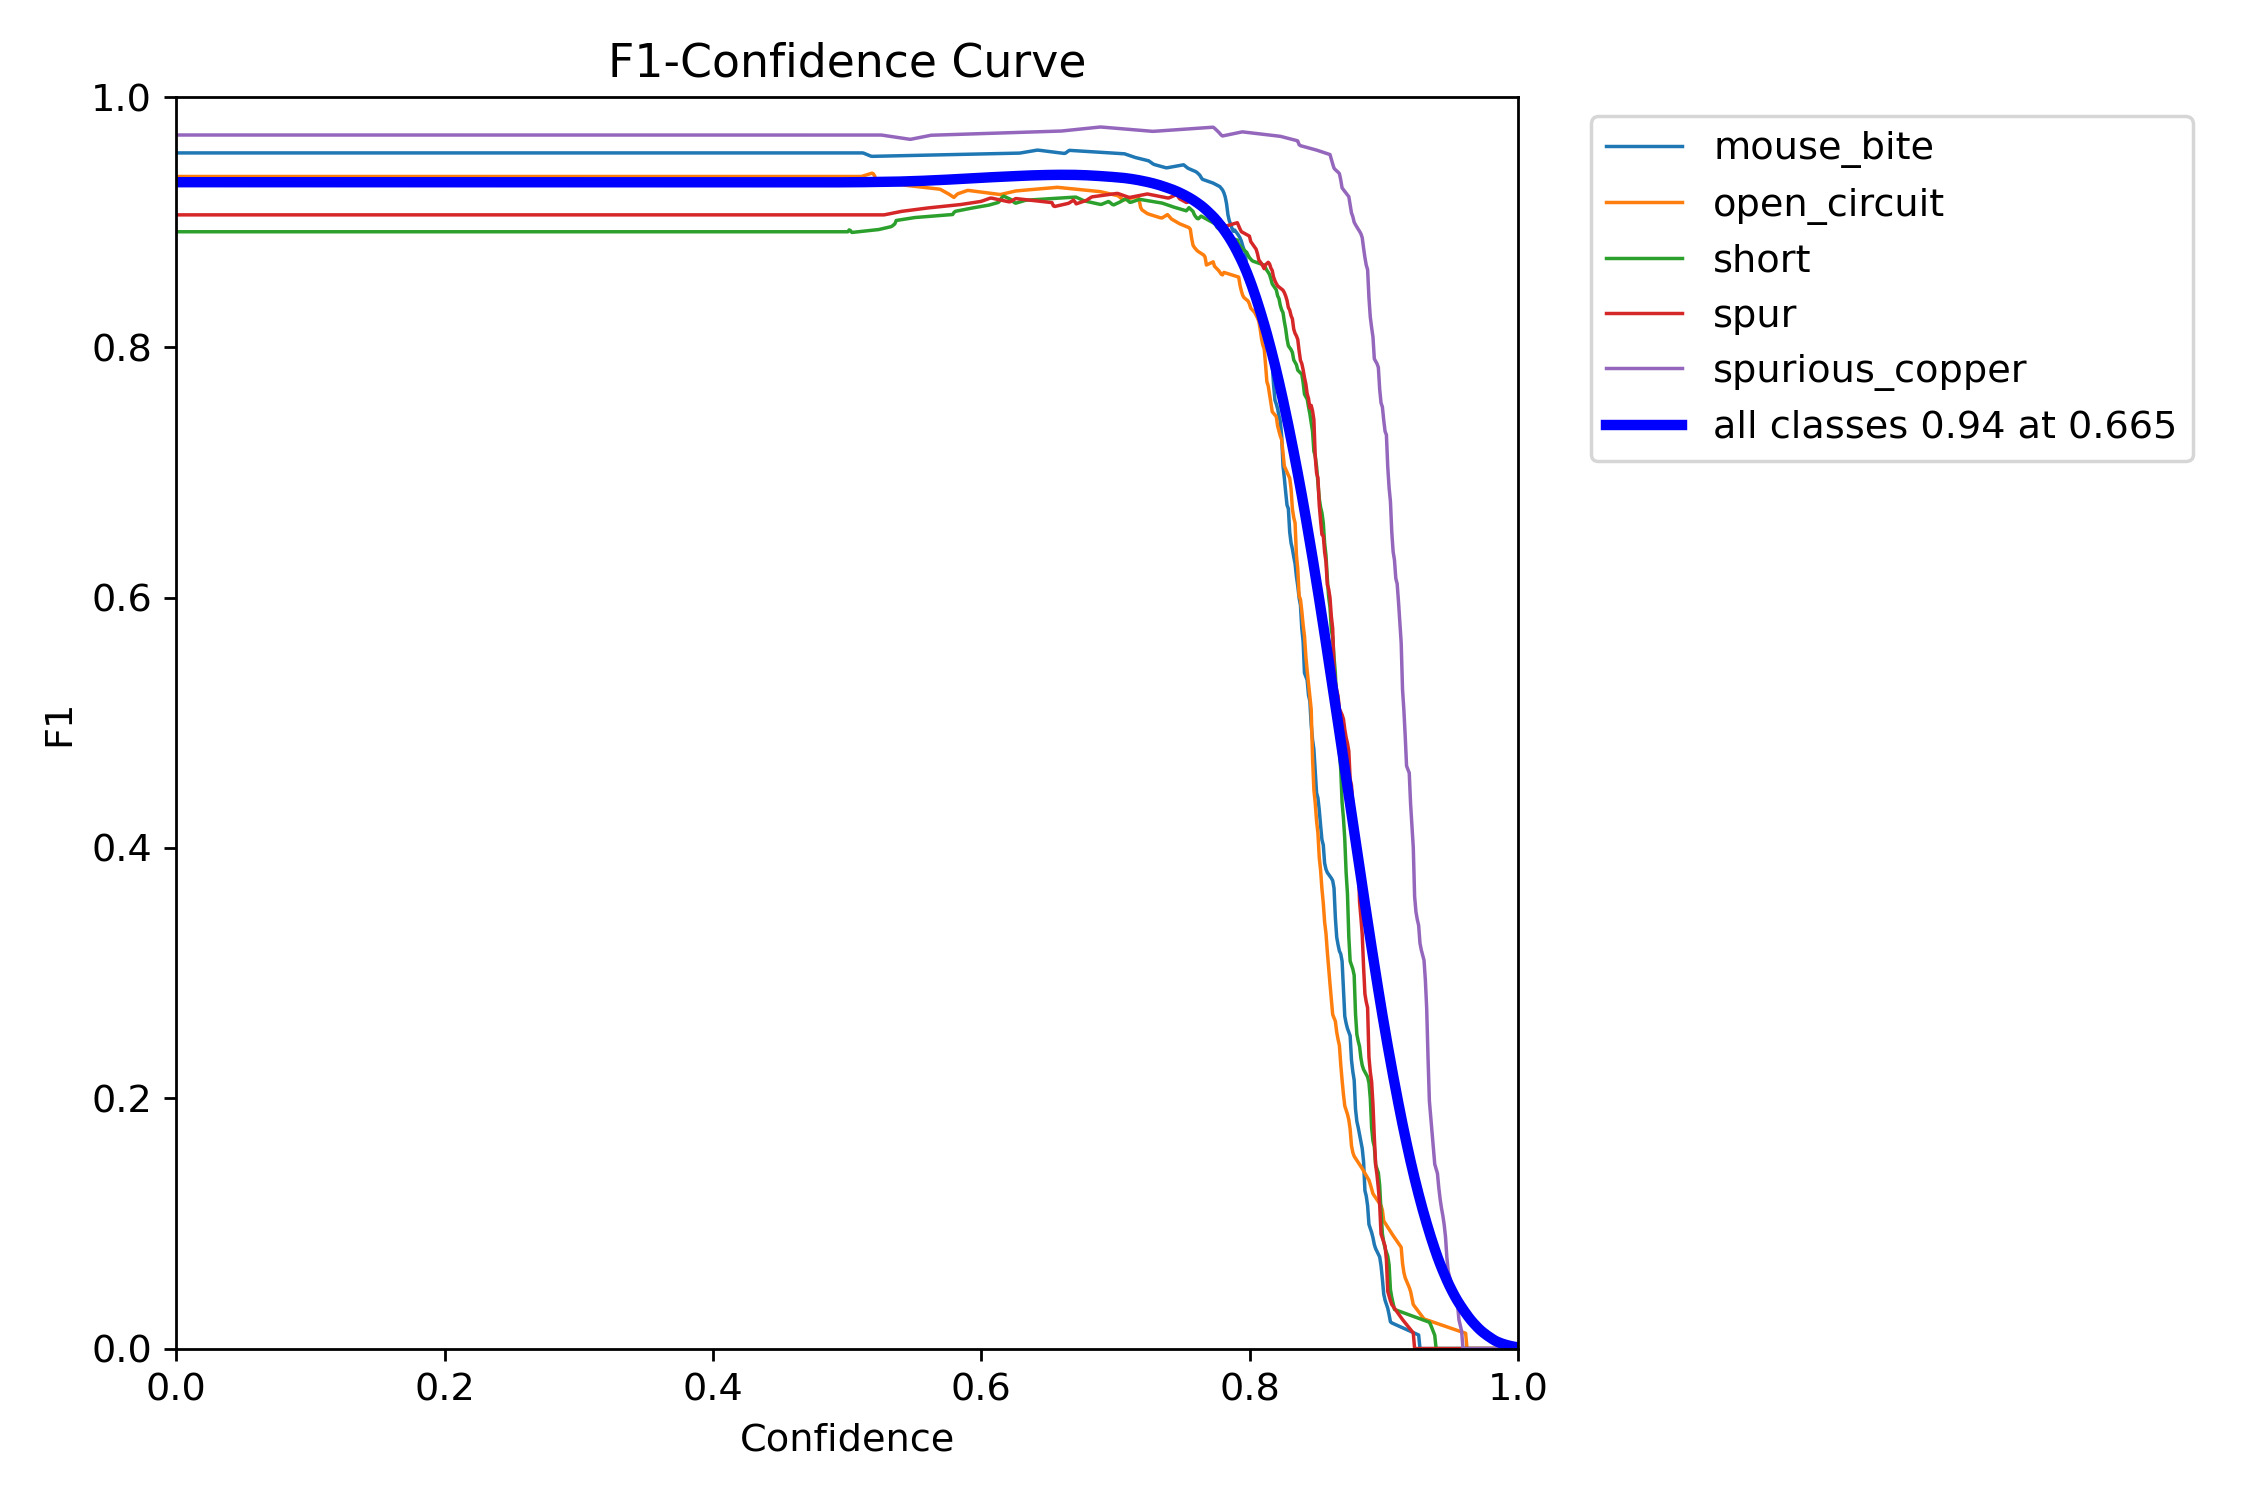 F1-Confidence Curve
1.0
0.8
0.6
0.4
0.2
0.0
F1
0.0 0.2 0.4 0.6 0.8 1.0
Confidence
mouse_bite
open_circuit
short
spur
spurious_copper
all classes 0.94 at 0.665